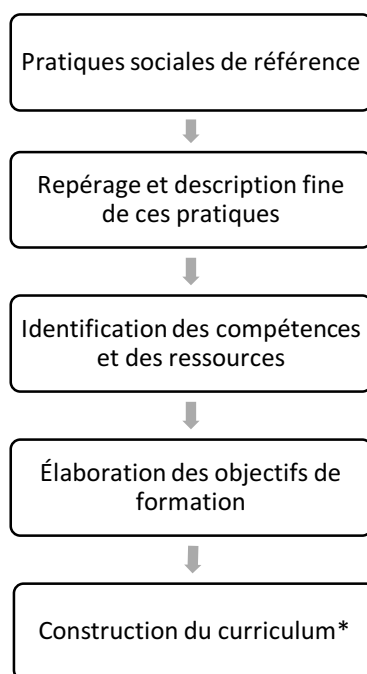 Pratiques sociales de référence
Repérage et description fine
de ces pratiques
Identification des compétences
et des ressources
Élaboration des objectifs de
formation
Construction du curriculum*